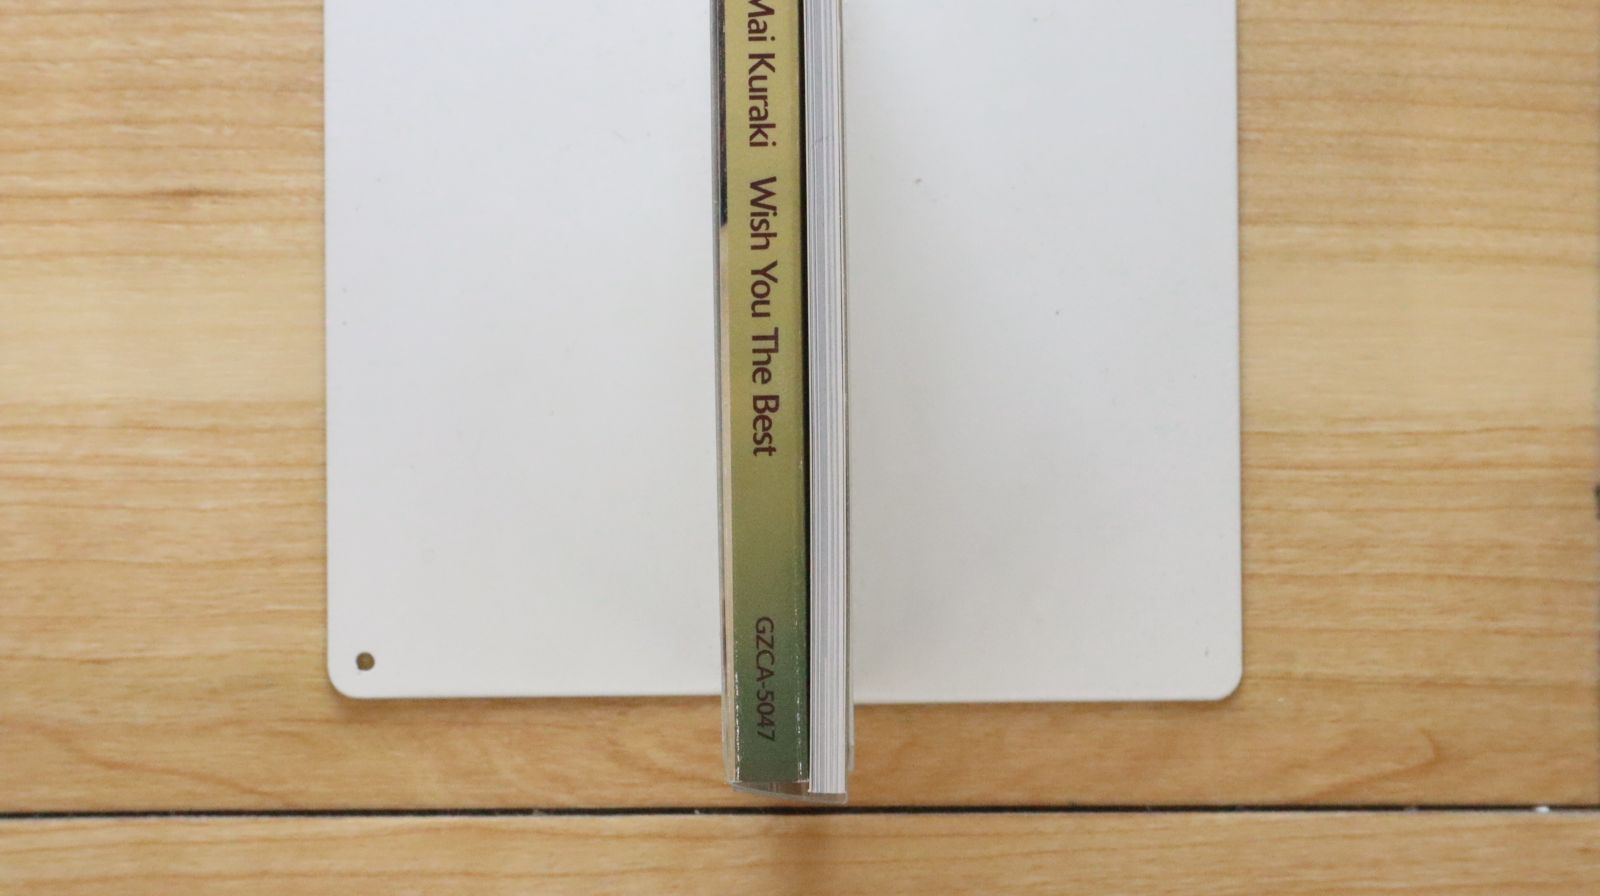 Mai Kuraki Wish You The Best
GZCA-5047